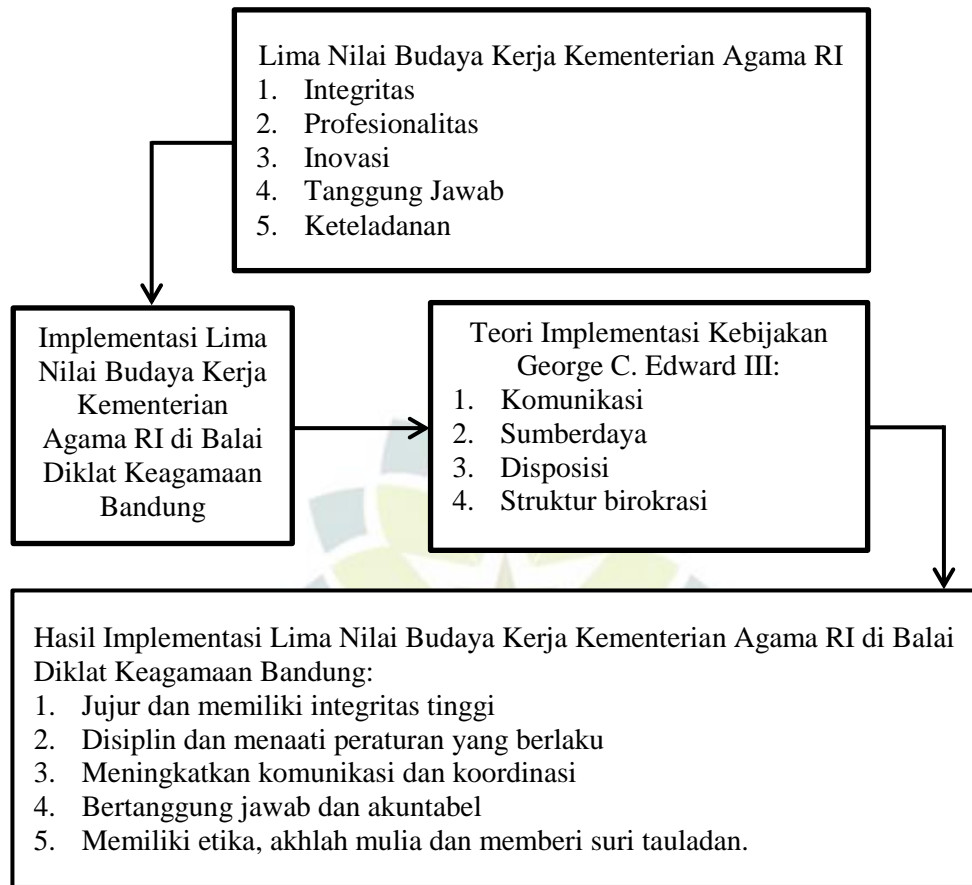 Lima Nilai Budaya Kerja Kementerian Agama RI
1. Integritas
2. Profesionalitas
3. Inovasi
4. Tanggung Jawab
5. Keteladanan
Implementasi Lima
Nilai Budaya Kerja
Kementerian
Agama RI di Balai
Diklat Keagamaan
Bandung
Teori Implementasi Kebijakan
George C. Edward III:
1. Komunikasi
2. Sumberdaya
3. Disposisi
4. Struktur birokrasi
Hasil Implementasi Lima Nilai Budaya Kerja Kementerian Agama RI di Balai
Diklat Keagamaan Bandung:
1. Jujur dan memiliki integritas tinggi
2. Disiplin dan menaati peraturan yang berlaku
3. Meningkatkan komunikasi dan koordinasi
4. Bertanggung jawab dan akuntabel
5. Memiliki etika, akhlah mulia dan memberi suri tauladan.